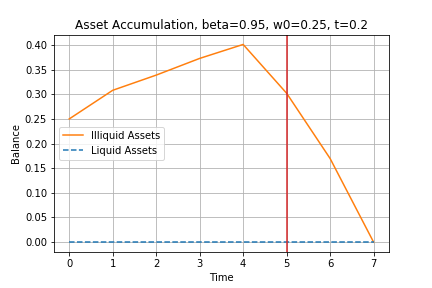 Asset Accumulation, beta=0.95, w0=0.25, t=0.2
0.40
0.35
0.30
0.25
0.20
0.15
0.10
0.05
0.00
Balance
Illiquid Assets
Liquid Assets
0 1 2 3 4 5 6 7
Time